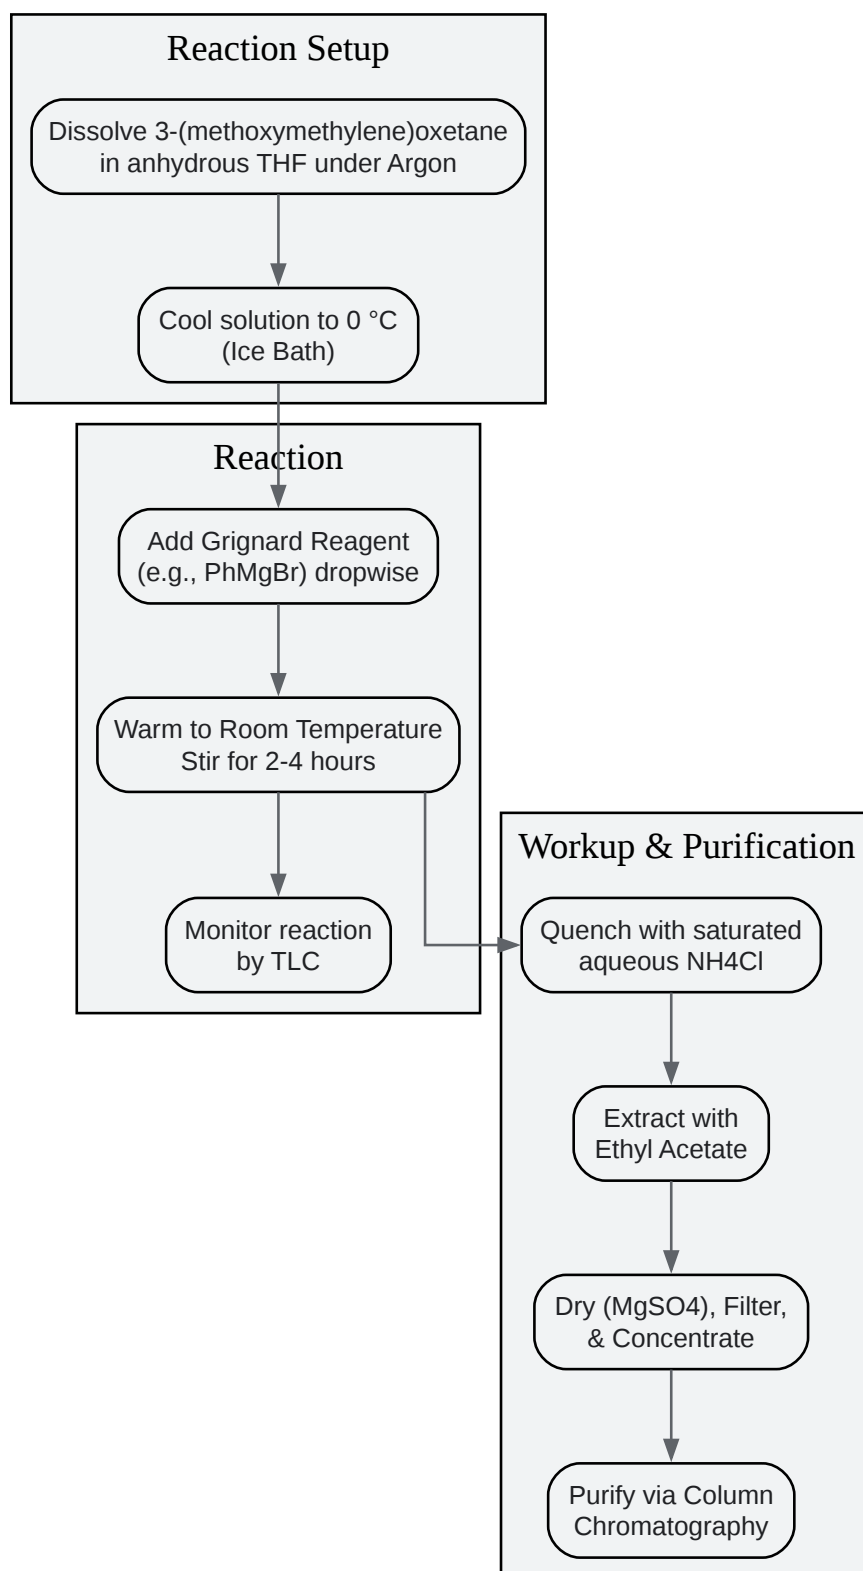 Reaction Setup
Dissolve 3-(methoxymethylene)oxetane
in anhydrous THF under Argon
Cool solution to 0 °C
(Ice Bath)
Reaction
Add Grignard Reagent
(e.g., PhMgBr) dropwise
Warm to Room Temperature
Stir for 2-4 hours
Monitor reaction
by TLC
Workup & Purification
Quench with saturated
aqueous NH4Cl
Extract with
Ethyl Acetate
Dry (MgSO4), Filter,
& Concentrate
Purify via Column
Chromatography